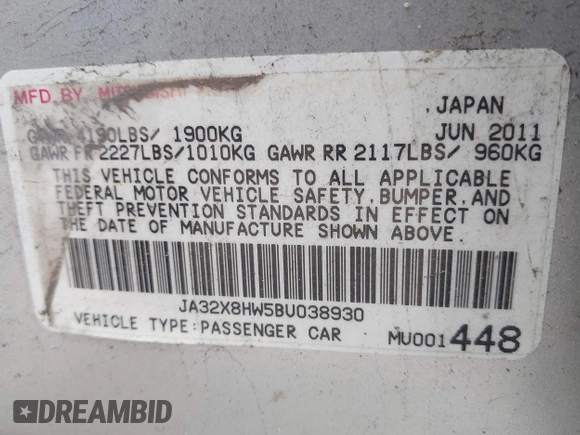 MFD. BY MITSUBISHI
JAPAN
4190LBS/ 1900KG JUN 2011
GAWR FR 2227LBS/1010KG GAWR RR 2117LBS/ 960KG
THIS VEHICLE CONFORMS TO ALL APPLICABLE
FEDERAL MOTOR VEHICLE SAFETY, BUMPER, AND
THEFT PREVENTION STANDARDS IN EFFECT ON
THE DATE OF MANUFACTURE SHOWN ABOVE.
JA32X8HW5BU038930
VEHICLE TYPE:PASSENGER CAR MU001448
DREAMBID